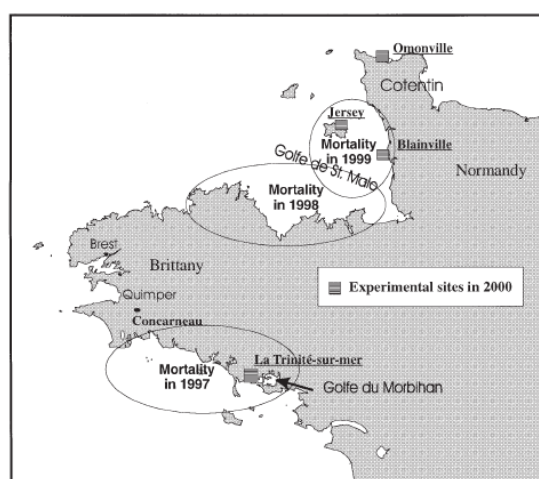 Omonville
Cotentin
Jersey
Mortality
in 1999
Blainville
Golfe de St. Malo
Normandy
Mortality
in 1998
Brest
Brittany
Quimper
Experimental sites in 2000
Concarneau
La Trinité-sur-mer
Mortality
in 1997
Golfe du Morbihan